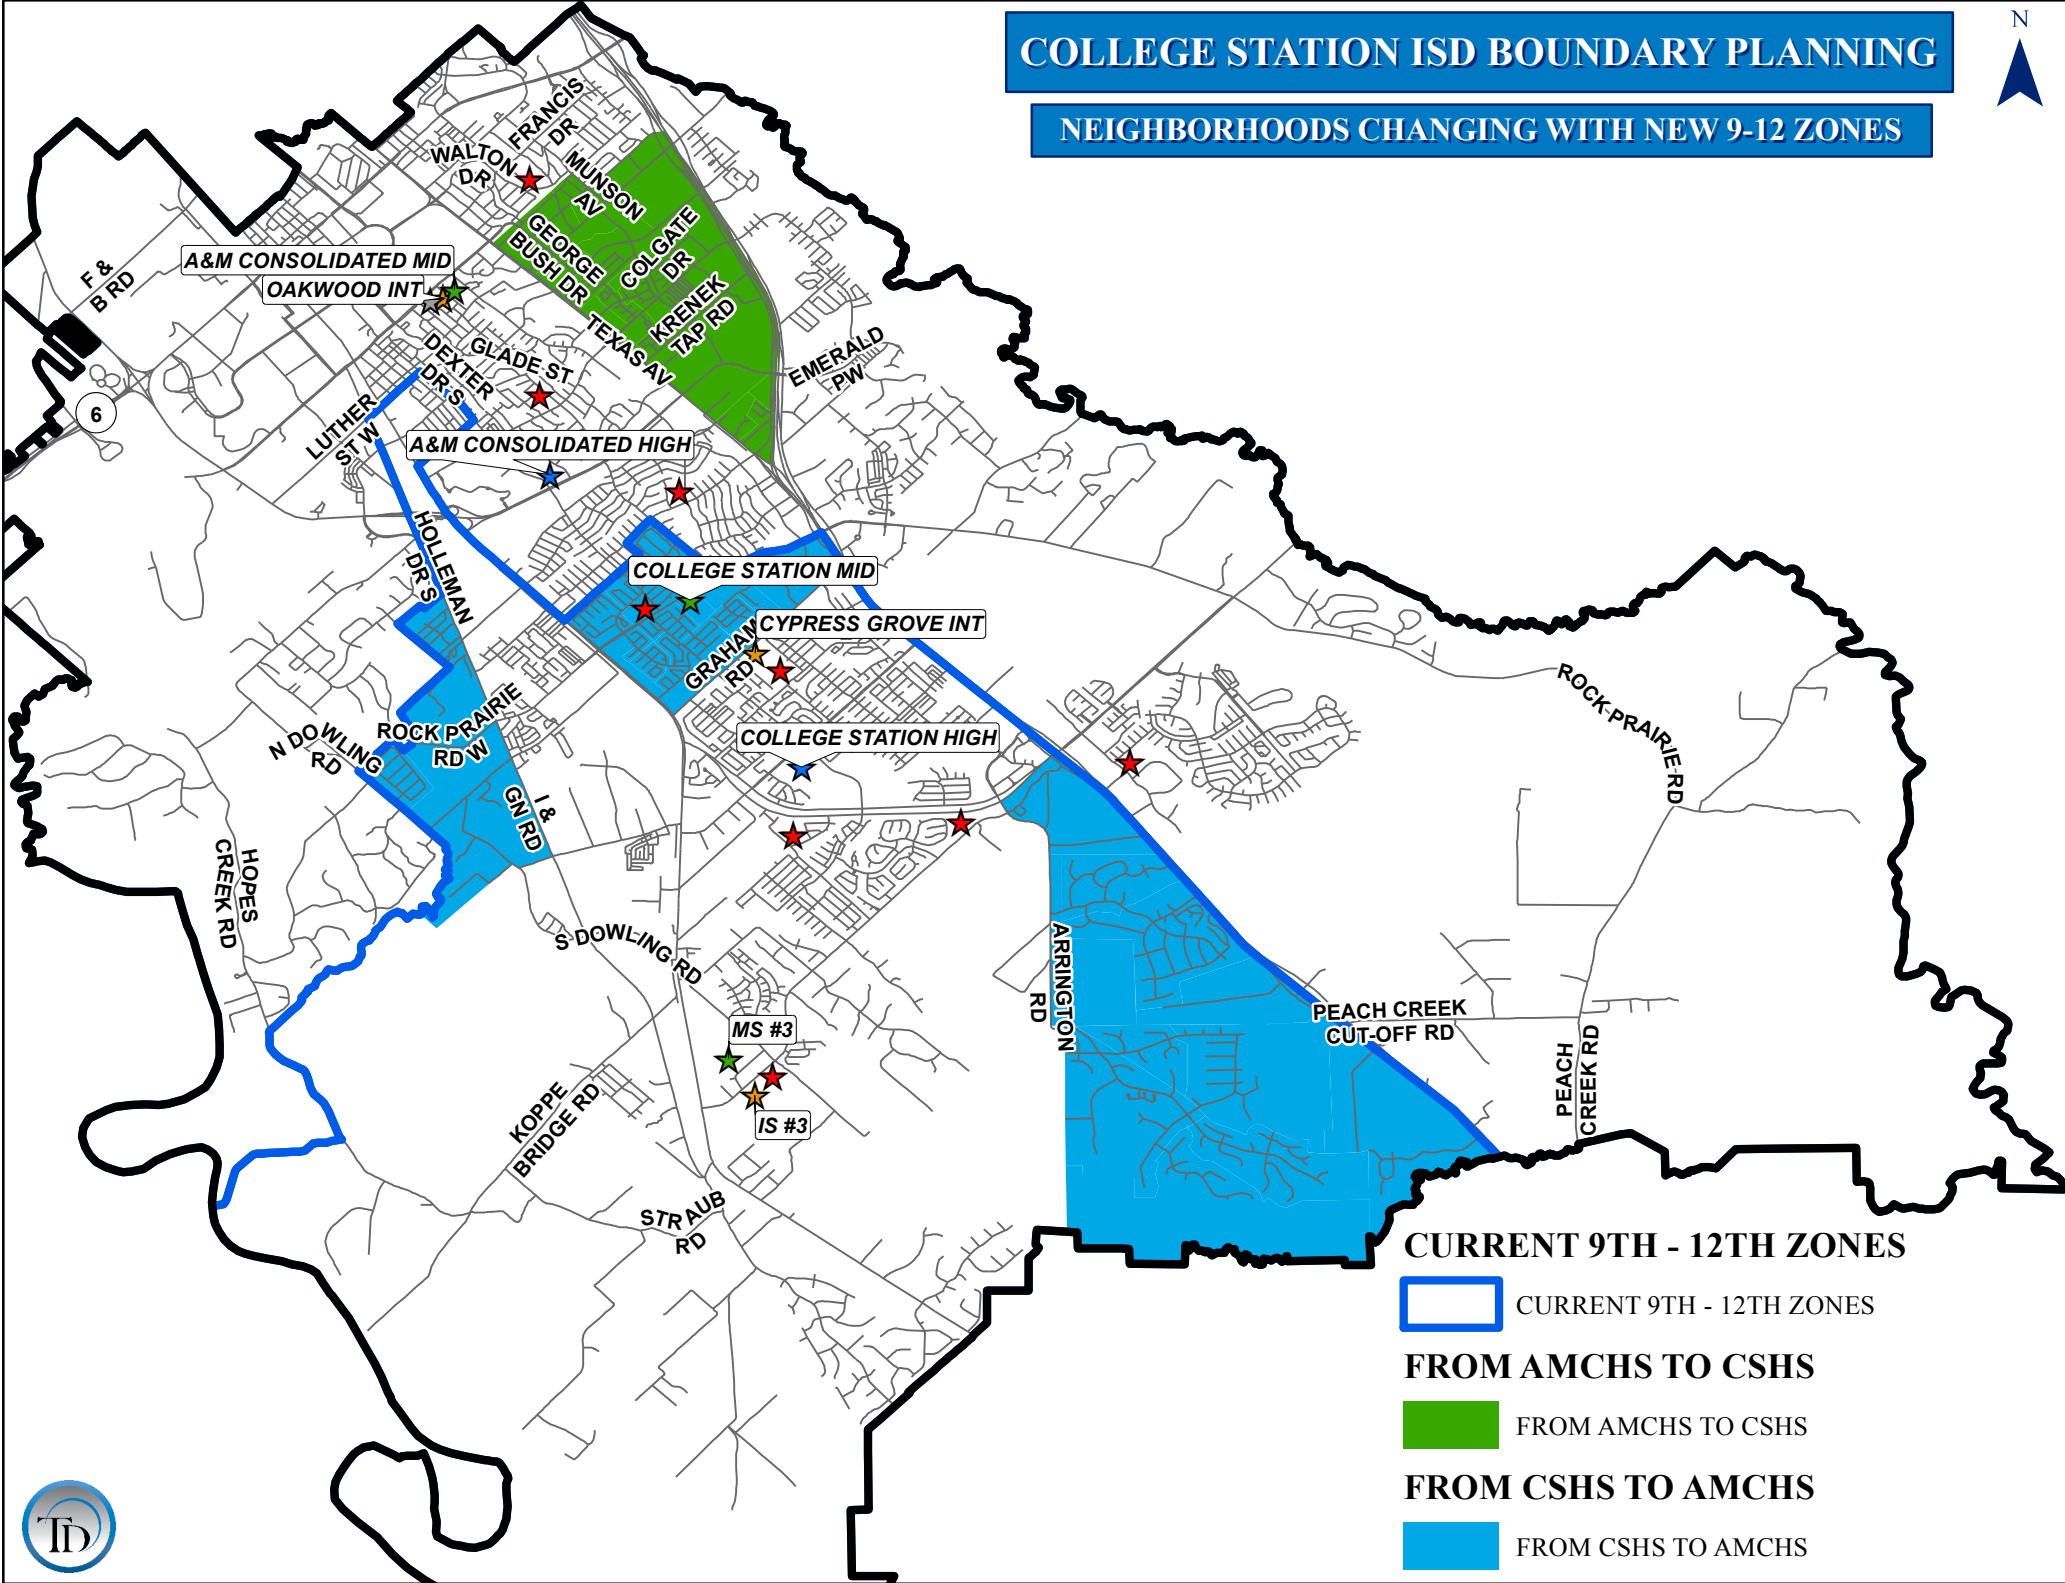 COLLEGE STATION ISD BOUNDARY PLANNING
NEIGHBORHOODS CHANGING WITH NEW 9-12 ZONES
N
FRANCIS
DR
WALTON
DR
MUNSON
AV
GEORGE
BUSH DR
COLGATE
DR
KRENEK
TAP RD
TEXAS AV
EMERALD
PW
F &
B RD
A&M CONSOLIDATED MID
OAKWOOD INT
DEXTER
DR S
GLADE ST
6
LUTHER
ST W
A&M CONSOLIDATED HIGH
HOLLEMAN
DR S
COLLEGE STATION MID
CYPRESS GROVE INT
GRAHAM
RD
COLLEGE STATION HIGH
ROCK PRAIRIE
RD W
N DOWLING
RD
I &
GN RD
HOPES
CREEK RD
S DOWLING RD
ROCK PRAIRIE RD
ARRINGTON
RD
PEACH CREEK
CUT-OFF RD
PEACH
CREEK RD
MS #3
IS #3
KOPPE
BRIDGE RD
STRAUB
RD
CURRENT 9TH - 12TH ZONES
CURRENT 9TH - 12TH ZONES
FROM AMCHS TO CSHS
FROM AMCHS TO CSHS
FROM CSHS TO AMCHS
FROM CSHS TO AMCHS
TD